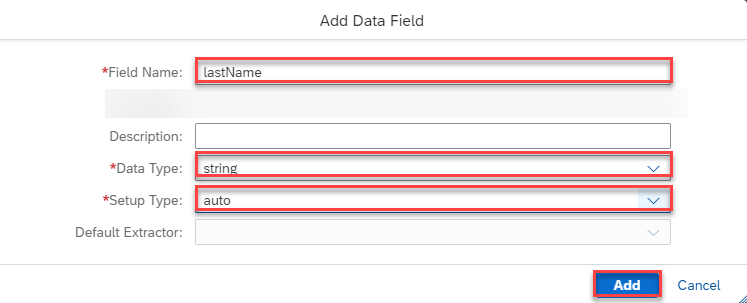 Add Data Field
*Field Name: lastName
Description:
*Data Type: string
*Setup Type: auto
Default Extractor:
Add Cancel